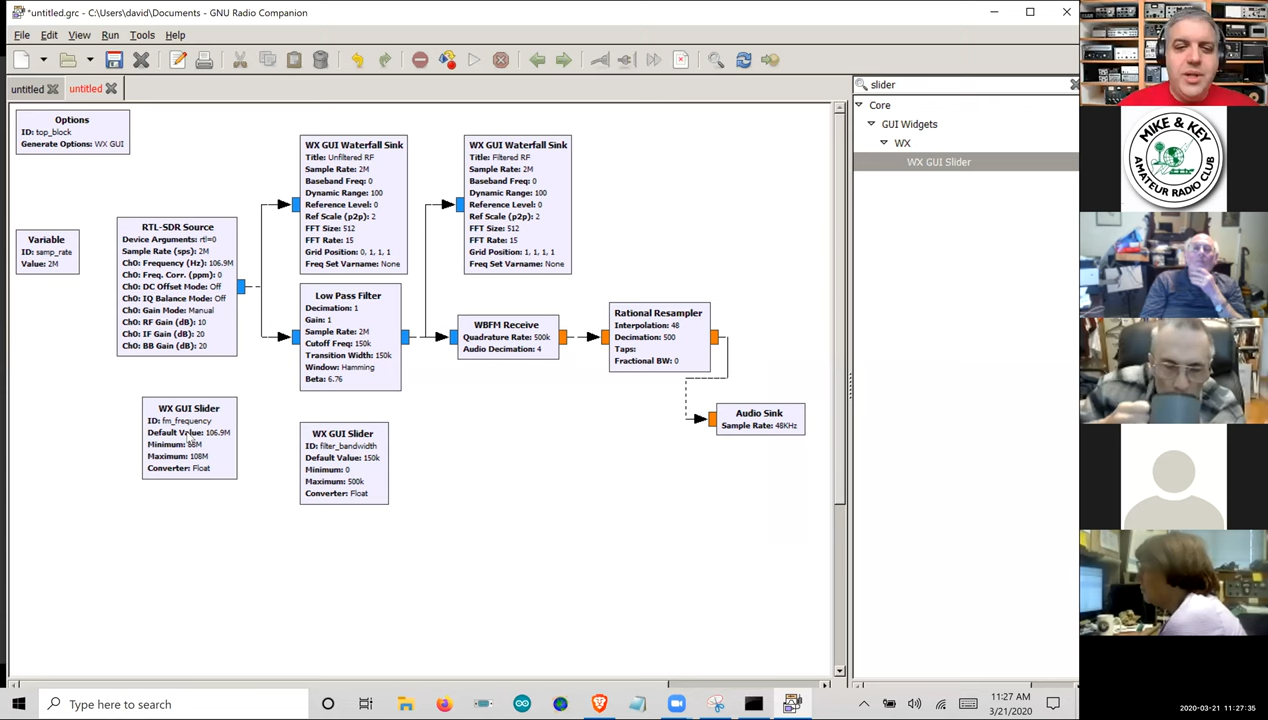 *untitled.grc - C:\Users\david\Documents - GNU Radio Companion
File Edit View Run Tools Help
untitled
untitled
slider
Core
GUI Widgets
WX
WX GUI Slider
Options
ID: top_block
Generate Options: WX GUI
Variable
ID: samp_rate
Value: 2M
RTL-SDR Source
Device Arguments: rtl=0
Sample Rate (sps): 2M
Ch0: Frequency (Hz): 106.9M
Ch0: Freq. Corr. (ppm): 0
Ch0: DC Offset Mode: Off
Ch0: IQ Balance Mode: Off
Ch0: Gain Mode: Manual
Ch0: RF Gain (dB): 10
Ch0: IF Gain (dB): 20
Ch0: BB Gain (dB): 20
WX GUI Waterfall Sink
Title: Unfiltered RF
Sample Rate: 2M
Baseband Freq: 0
Dynamic Range: 100
Reference Level: 0
Ref Scale (p2p): 2
FFT Size: 512
FFT Rate: 15
Grid Position: 0, 1, 1, 1
Freq Set Varname: None
WX GUI Waterfall Sink
Title: Filtered RF
Sample Rate: 2M
Baseband Freq: 0
Dynamic Range: 100
Reference Level: 0
Ref Scale (p2p): 2
FFT Size: 512
FFT Rate: 15
Grid Position: 1, 1, 1, 1
Freq Set Varname: None
Low Pass Filter
Decimation: 1
Gain: 1
Sample Rate: 2M
Cutoff Freq: 150k
Transition Width: 150k
Window: Hamming
Beta: 6.76
WBFM Receive
Quadrature Rate: 500k
Audio Decimation: 4
Rational Resampler
Interpolation: 48
Decimation: 500
Taps:
Fractional BW: 0
Audio Sink
Sample Rate: 48KHz
WX GUI Slider
ID: fm_frequency
Default Value: 106.9M
Minimum: 88M
Maximum: 108M
Converter: Float
WX GUI Slider
ID: filter_bandwidth
Default Value: 150k
Minimum: 0
Maximum: 500k
Converter: Float
MIKE & KEY
AMATEUR RADIO CLUB
Type here to search
11:27 AM
3/21/2020
2020-03-21 11:27:35